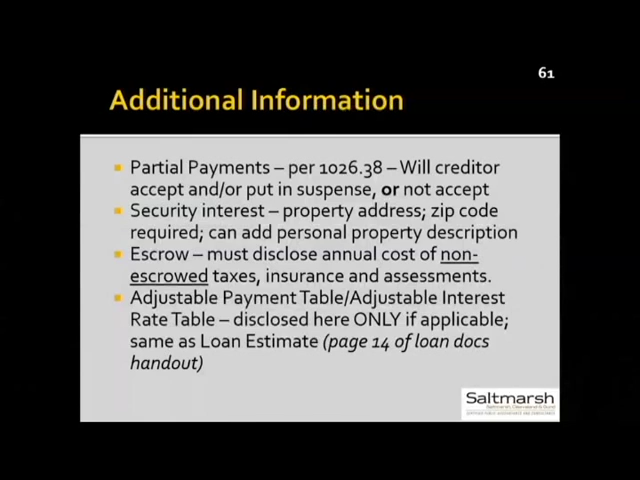 61
Additional Information
Partial Payments – per 1026.38 – Will creditor
accept and/or put in suspense, or not accept
Security interest – property address; zip code
required; can add personal property description
Escrow – must disclose annual cost of non-
escrowed taxes, insurance and assessments.
Adjustable Payment Table/Adjustable Interest
Rate Table – disclosed here ONLY if applicable;
same as Loan Estimate (page 14 of loan docs
handout)
Saltmarsh